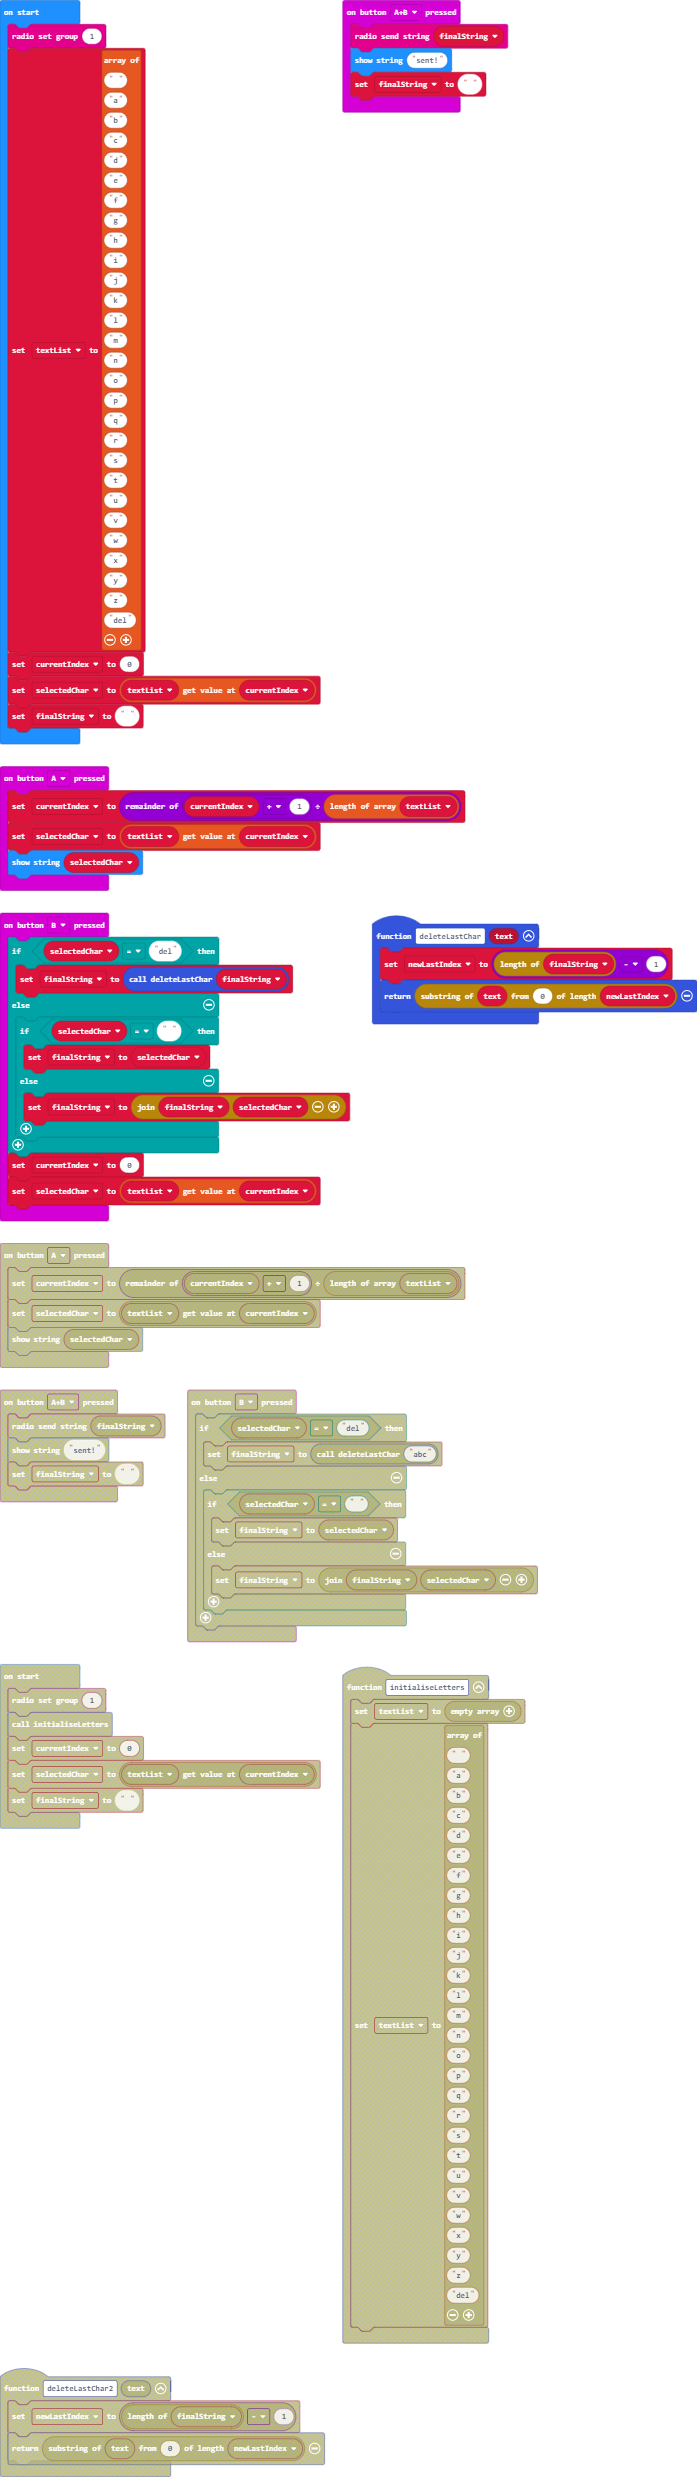 on start
radio set group 1
set textList to array of
" "
"a"
"b"
"c"
"d"
"e"
"f"
"g"
"h"
"i"
"j"
"k"
"l"
"m"
"n"
"o"
"p"
"q"
"r"
"s"
"t"
"u"
"v"
"w"
"x"
"y"
"z"
"del"
set currentIndex to 0
set selectedChar to textList get value at currentIndex
set finalString to " "
on button A+B pressed
radio send string finalString
show string "sent!"
set finalString to " "
on button A pressed
set currentIndex to remainder of currentIndex + 1 ÷ length of array textList
set selectedChar to textList get value at currentIndex
show string selectedChar
on button B pressed
if selectedChar = "del" then
set finalString to call deleteLastChar finalString
else
if selectedChar = " " then
set finalString to selectedChar
else
set finalString to join finalString selectedChar
set currentIndex to 0
set selectedChar to textList get value at currentIndex
function deleteLastChar text
set newLastIndex to length of finalString - 1
return substring of text from 0 of length newLastIndex
on button A pressed
set currentIndex to remainder of currentIndex + 1 ÷ length of array textList
set selectedChar to textList get value at currentIndex
show string selectedChar
on button A+B pressed
radio send string finalString
show string "sent!"
set finalString to " "
on button B pressed
if selectedChar = "del" then
set finalString to call deleteLastChar "abc"
else
if selectedChar = " " then
set finalString to selectedChar
else
set finalString to join finalString selectedChar
on start
radio set group 1
call initialiseLetters
set currentIndex to 0
set selectedChar to textList get value at currentIndex
set finalString to " "
function initialiseLetters
set textList to empty array
set textList to array of
" "
"a"
"b"
"c"
"d"
"e"
"f"
"g"
"h"
"i"
"j"
"k"
"l"
"m"
"n"
"o"
"p"
"q"
"r"
"s"
"t"
"u"
"v"
"w"
"x"
"y"
"z"
"del"
function deleteLastChar2 text
set newLastIndex to length of finalString - 1
return substring of text from 0 of length newLastIndex